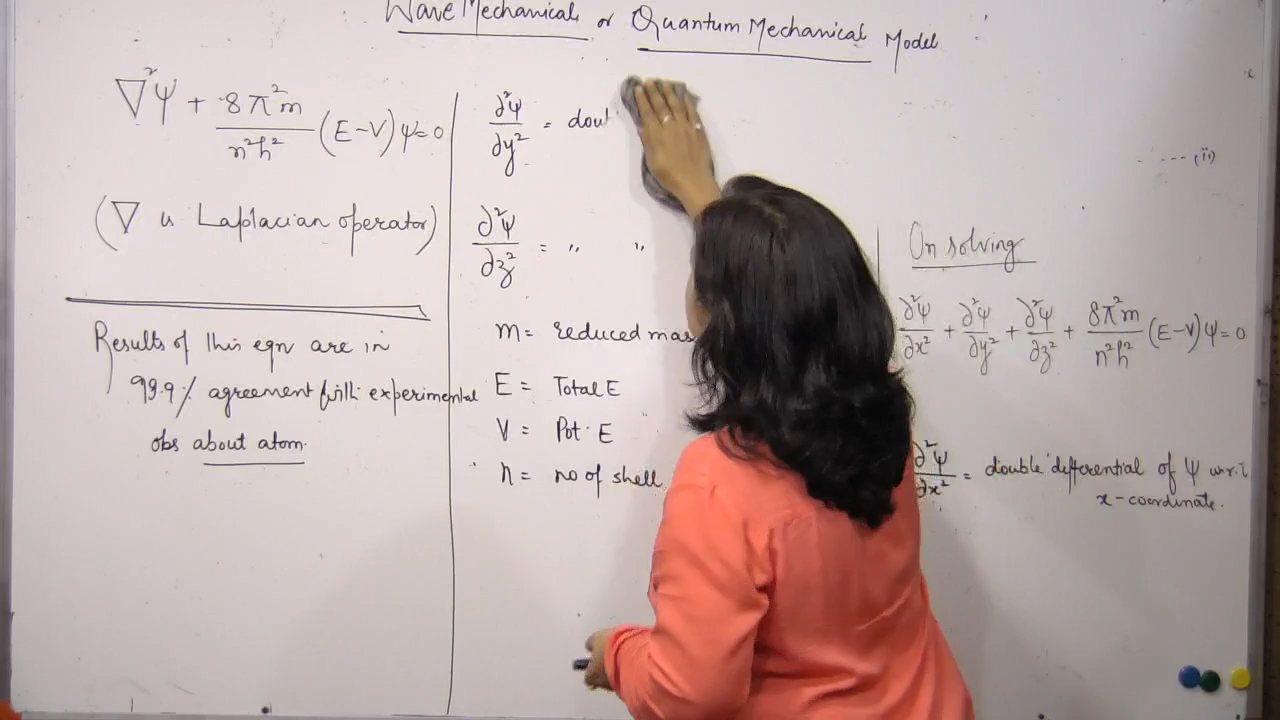 Wave Mechanical or Quantum Mechanical Model
∇²ψ + 8π²m/n²h² (E-V)ψ=0
(∇ is Laplacian operator)
Results of this eqn are in
99.9% agreement with experimental
obs about atom.
∂²ψ/∂y² = dout
∂²ψ/∂z² = " "
m = reduced mas
E = Total E
V = Pot. E
n = no of shell
----- (ii)
On solving
∂²ψ/∂x² + ∂²ψ/∂y² + ∂²ψ/∂z² + 8π²m/n²h² (E-V)ψ=0
∂²ψ/∂x² = double differential of ψ w.r.t
x-coordinate.